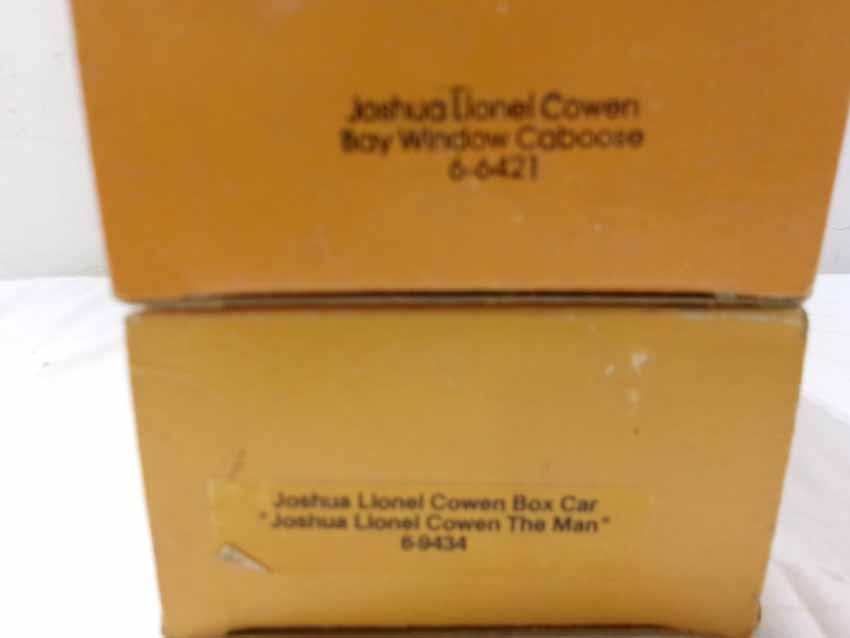 Joshua Lionel Cowen
Bay Window Caboose
6-6421
Joshua Lionel Cowen Box Car
"Joshua Lionel Cowen The Man"
6-9434